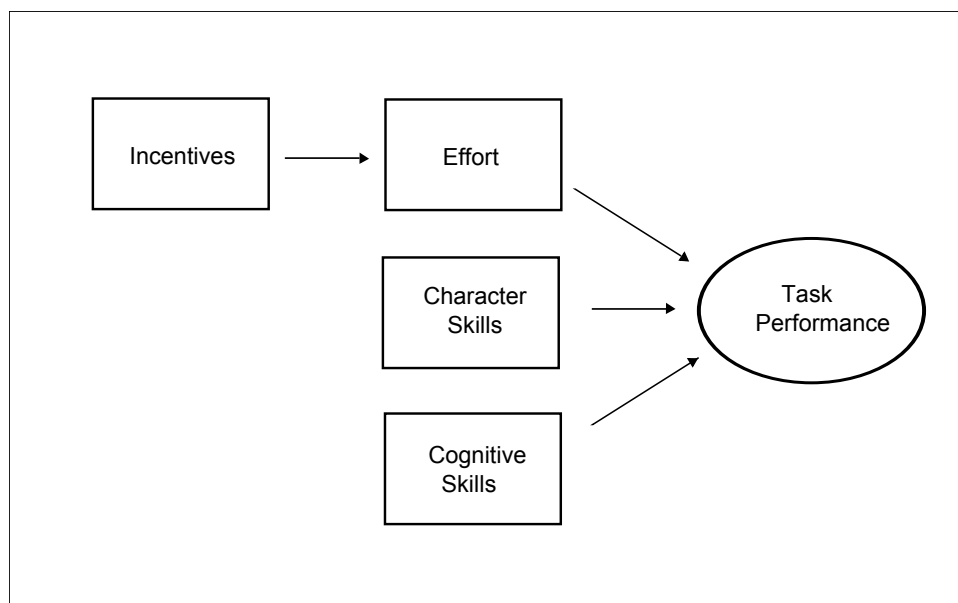 Incentives
Effort
Character
Skills
Task
Performance
Cognitive
Skills